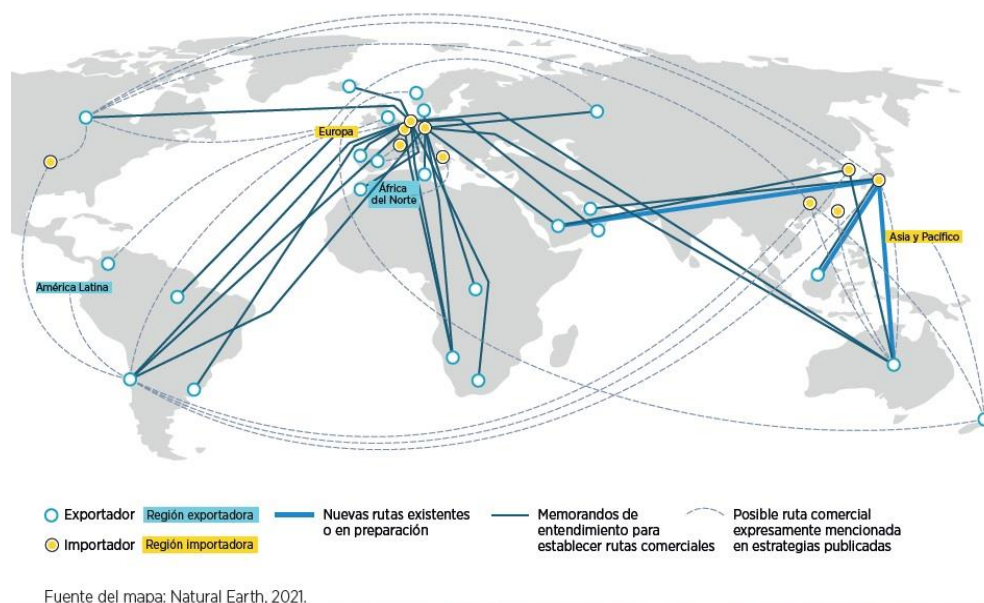 Europa
África
del Norte
Asia y Pacífico
América Latina
Exportador
Región exportadora
Nuevas rutas existentes
o en preparación
Memorandos de
entendimiento para
establecer rutas comerciales
Posible ruta comercial
expresamente mencionada
en estrategias publicadas
Importador
Región importadora
Fuente del mapa: Natural Earth, 2021.